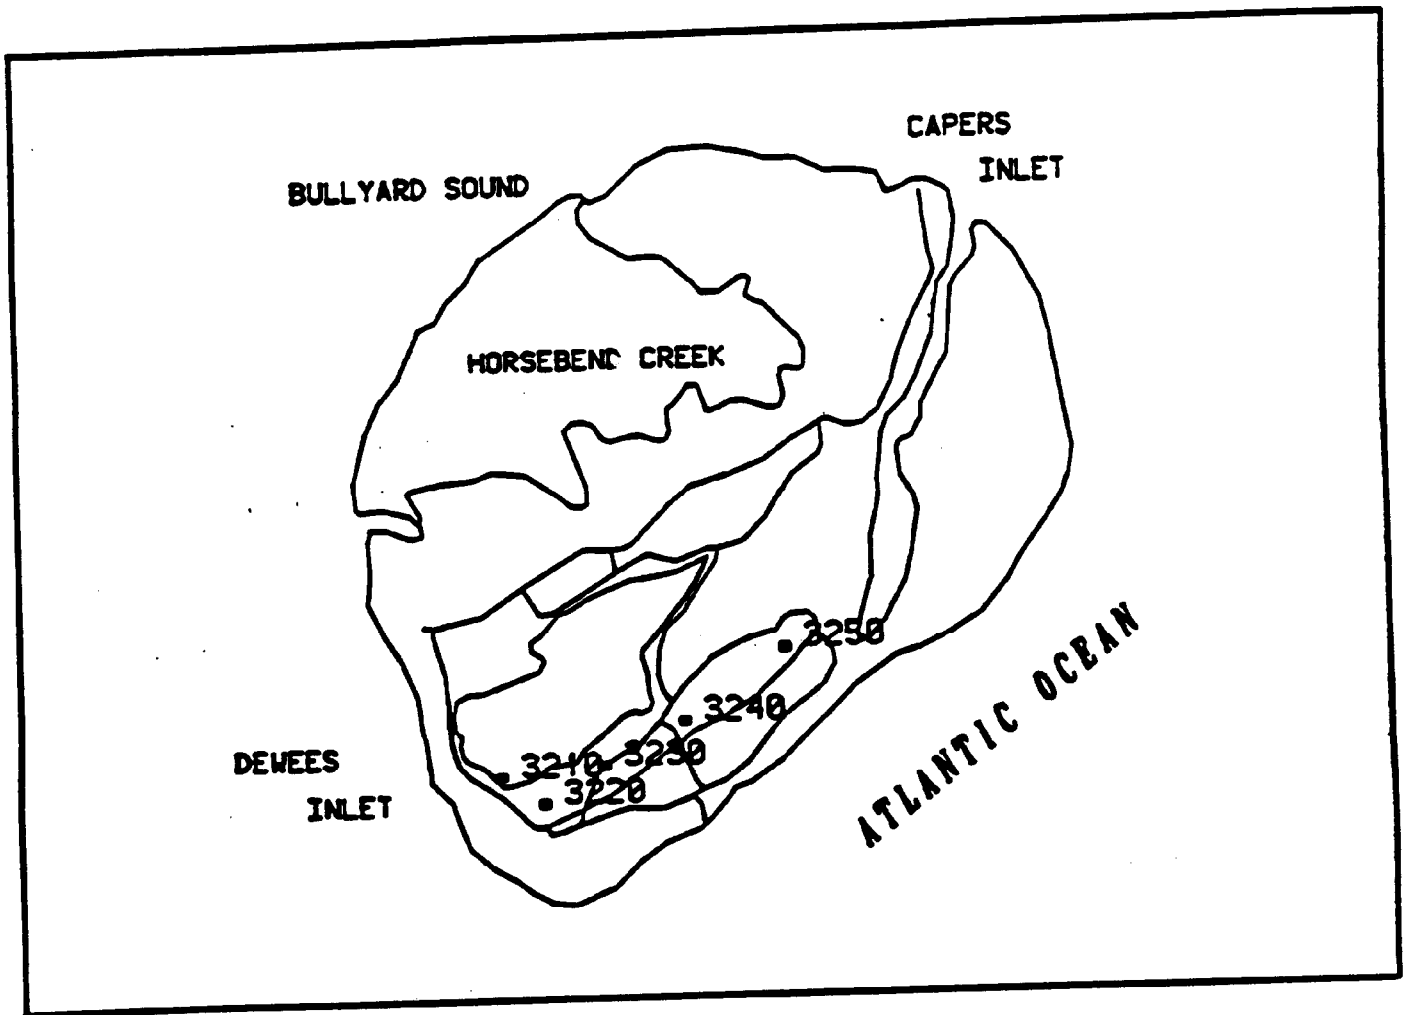 CAPERS
INLET
BULLYARD SOUND
HORSEBEND CREEK
3250
3240
3230
3210
3220
DEWEES
INLET
ATLANTIC OCEAN